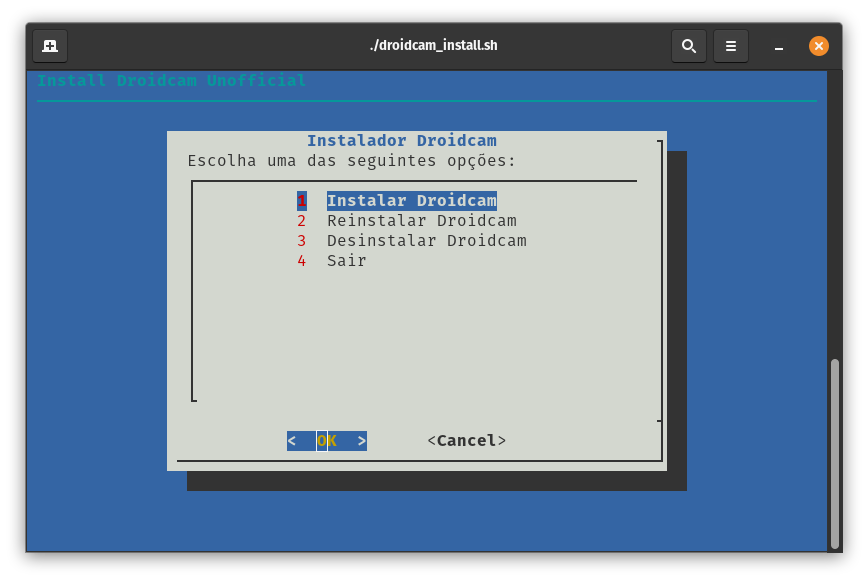 ./droidcam_install.sh
Install Droidcam Unofficial
Instalador Droidcam
Escolha uma das seguintes opções:
1 Instalar Droidcam
2 Reinstalar Droidcam
3 Desinstalar Droidcam
4 Sair
< OK > <Cancel>